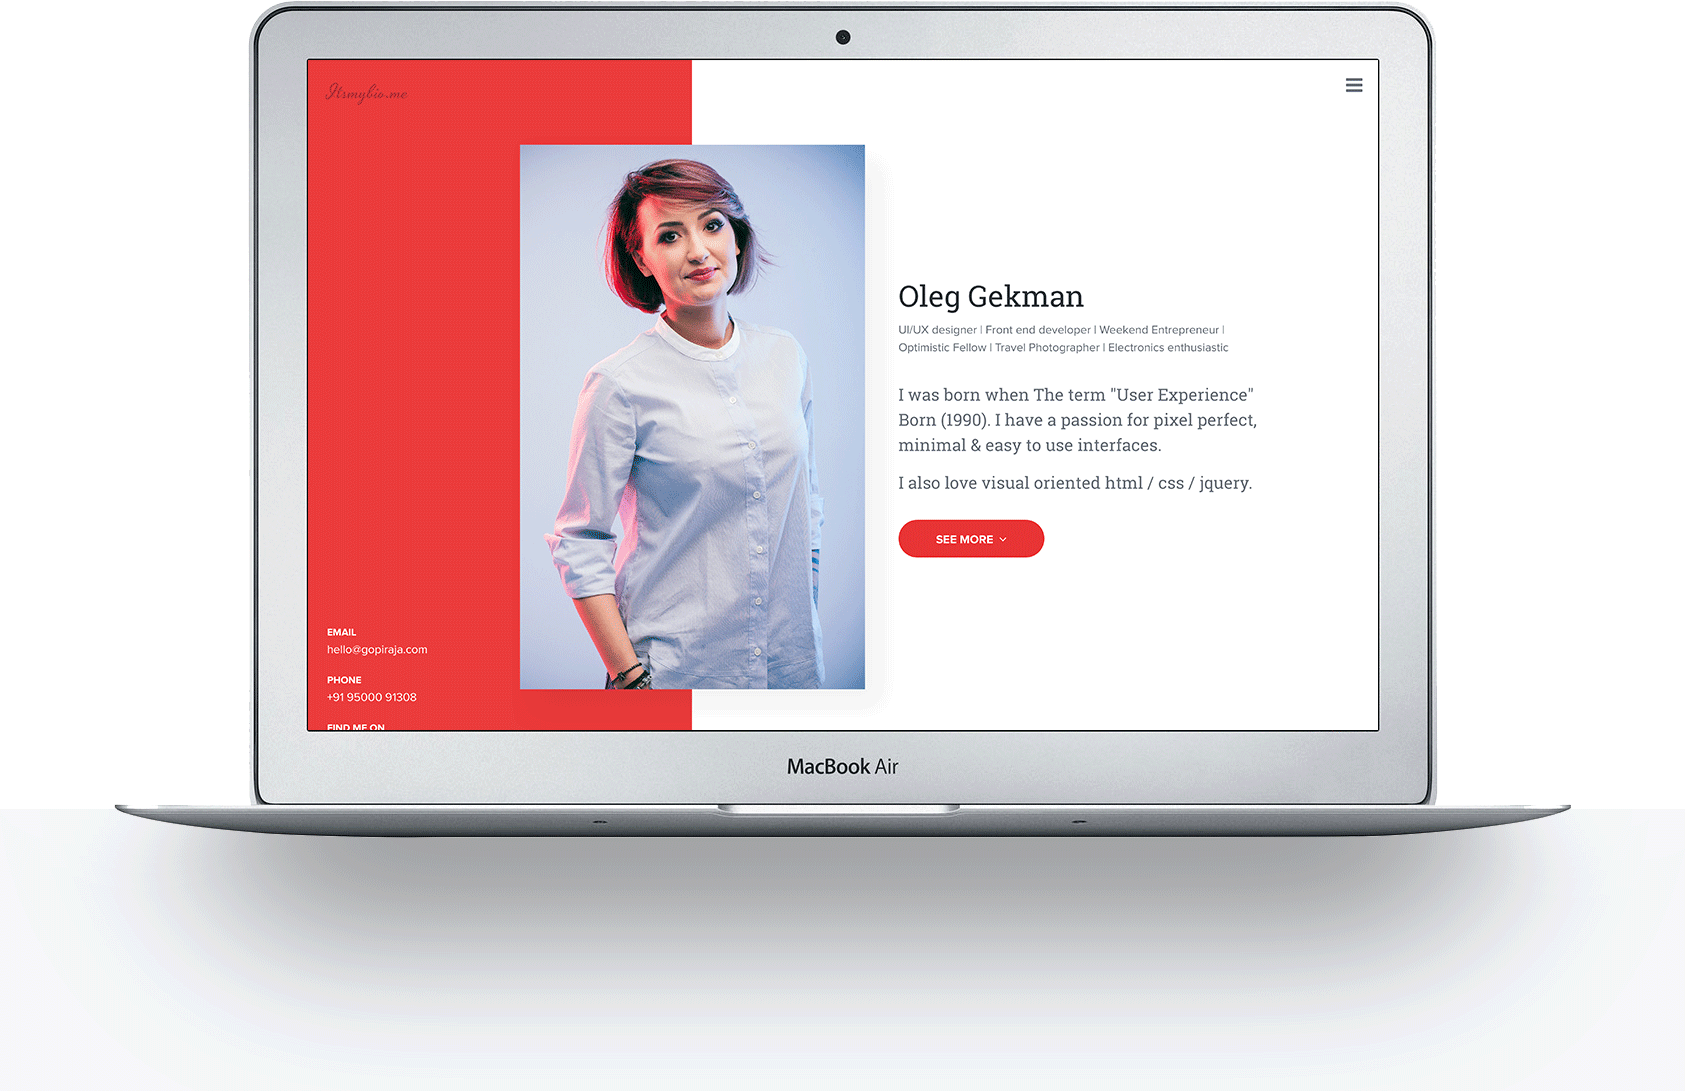 Itsmybio.me
Oleg Gekman
UI/UX designer | Front end developer | Weekend Entrepreneur |
Optimistic Fellow | Travel Photographer | Electronics enthusiastic
I was born when The term "User Experience"
Born (1990). I have a passion for pixel perfect,
minimal & easy to use interfaces.
I also love visual oriented html / css / jquery.
SEE MORE
EMAIL
hello@gopiraja.com
PHONE
+91 95000 91308
FIND ME ON
MacBook Air